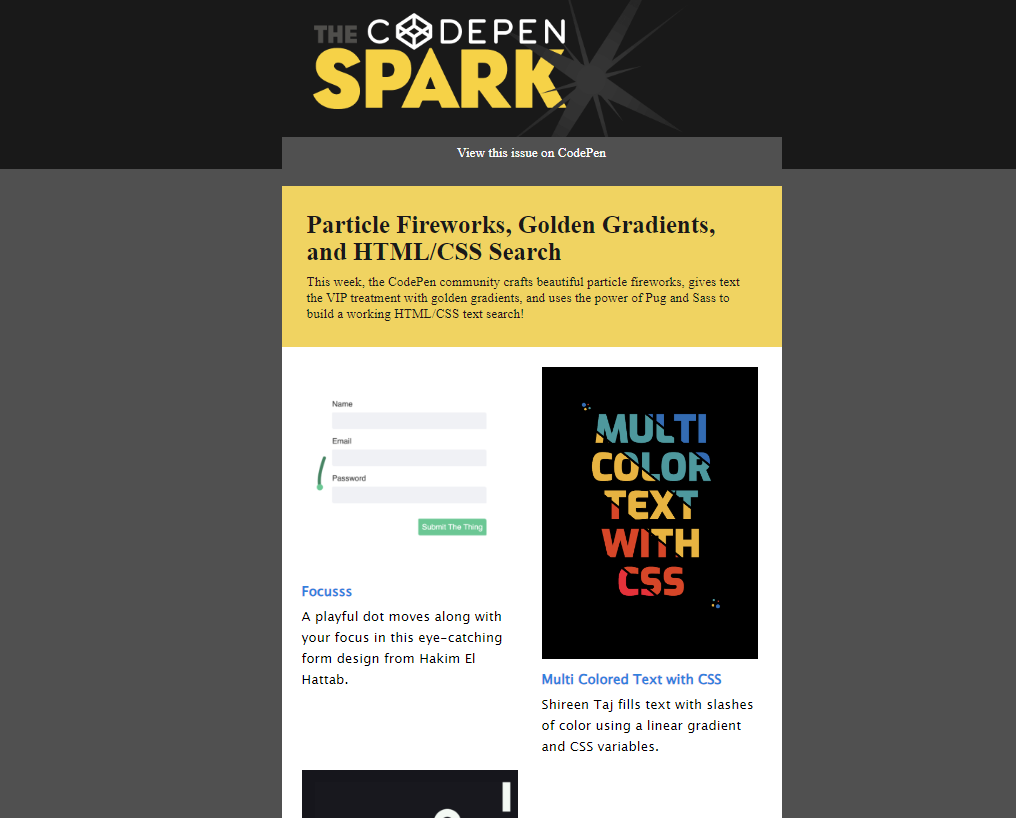 THE CODEPEN
SPARK
View this issue on CodePen
Particle Fireworks, Golden Gradients,
and HTML/CSS Search
This week, the CodePen community crafts beautiful particle fireworks, gives text
the VIP treatment with golden gradients, and uses the power of Pug and Sass to
build a working HTML/CSS text search!
Name
Email
Password
Submit The Thing
Focusss
A playful dot moves along with
your focus in this eye-catching
form design from Hakim El
Hattab.
MULTI
COLOR
TEXT
WITH
CSS
Multi Colored Text with CSS
Shireen Taj fills text with slashes
of color using a linear gradient
and CSS variables.